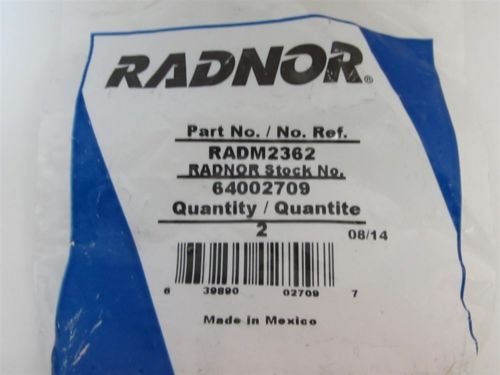 RADNOR®
Part No. / No. Ref.
RADM2362
RADNOR Stock No.
64002709
Quantity / Quantite
2
08/14
6 39890 02709 7
Made in Mexico